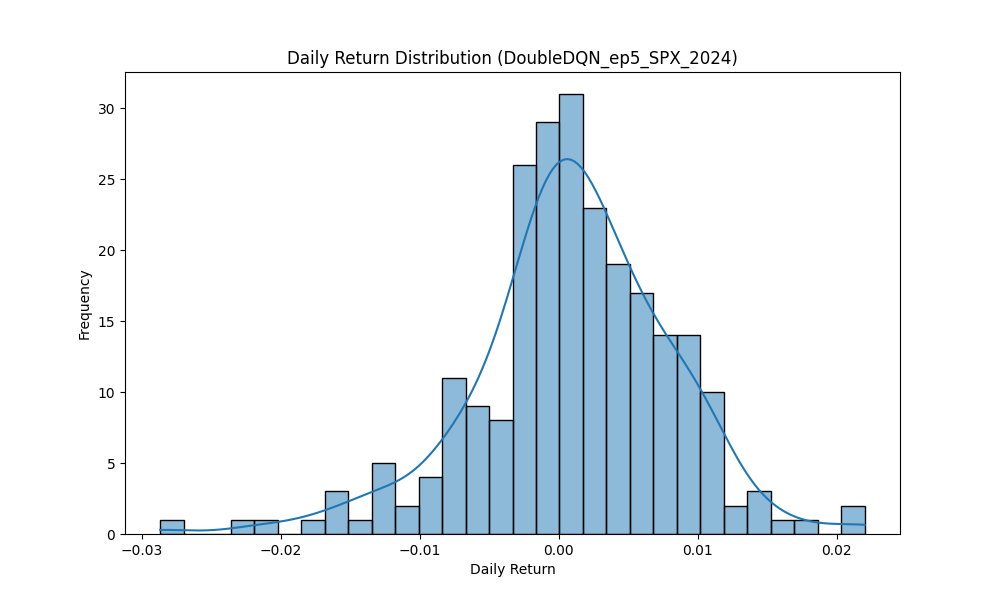 Daily Return Distribution (DoubleDQN_ep5_SPX_2024)
Frequency
30
25
20
15
10
5
0
−0.03 −0.02 −0.01 0.00 0.01 0.02
Daily Return